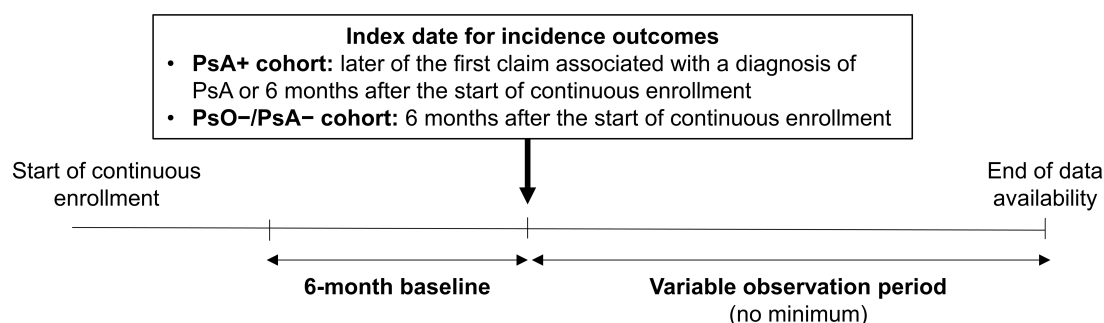 Index date for incidence outcomes
• PsA+ cohort: later of the first claim associated with a diagnosis of
PsA or 6 months after the start of continuous enrollment
• PsO−/PsA− cohort: 6 months after the start of continuous enrollment
Start of continuous
enrollment
End of data
availability
6-month baseline
Variable observation period
(no minimum)